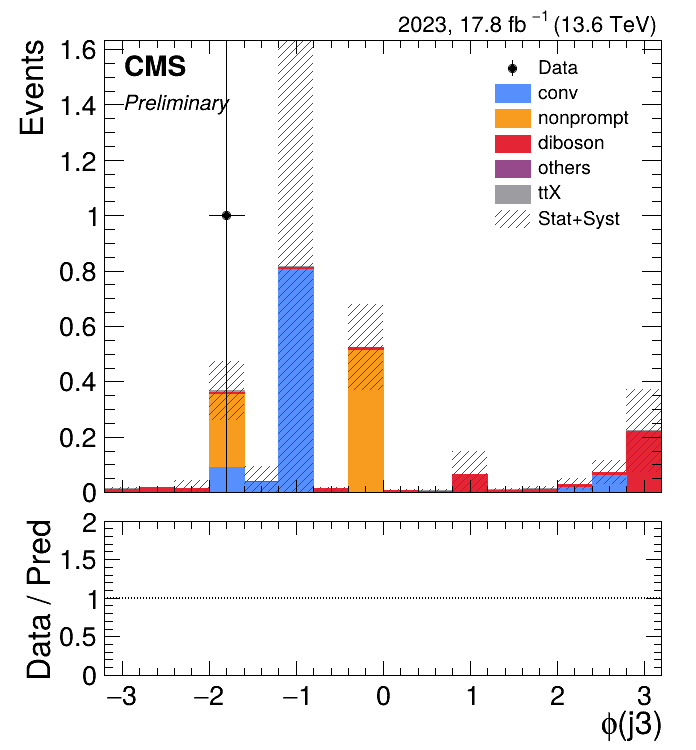 2023, 17.8 fb⁻¹ (13.6 TeV)
CMS
Preliminary
Events
1.6
1.4
1.2
1
0.8
0.6
0.4
0.2
0
Data
conv
nonprompt
diboson
others
ttX
Stat+Syst
Data / Pred
2
1.5
1
0.5
0
−3 −2 −1 0 1 2 3
ϕ(j3)